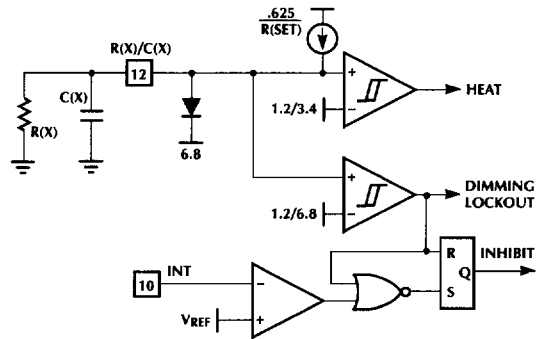 .625
R(SET)
R(X)/C(X)
12
C(X)
R(X)
6.8
+
1.2/3.4
−
HEAT
+
1.2/6.8
−
DIMMING
LOCKOUT
INHIBIT
R
Q
S
INT
10
−
VREF
+